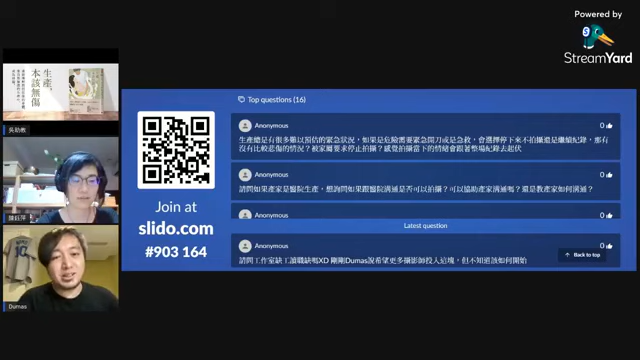 Powered by
StreamYard
生產，
本該無傷
吳助教
陳鈺萍
Dumas
Join at
slido.com
#903 164
Top questions (16)
Anonymous
0
生產總是有很多難以預估的緊急狀況，如果是危險需要緊急開刀或是急救，會選擇停下來不拍攝還是繼續紀錄，那有
沒有比較悲傷的情況？被家屬要求停止拍攝？感覺拍攝當下的情緒會跟著整場紀錄去起伏
Anonymous
0
請問如果產家是醫院生產，想詢問如果跟醫院溝通是否可以拍攝？可以協助產家溝通嗎？還是教產家如何溝通？
Anonymous
0
Latest question
Anonymous
0
請問工作室缺工讀職缺嗎XD 剛剛Dumas說希望更多攝影師投入這塊，但不知道該如何開始
Back to top